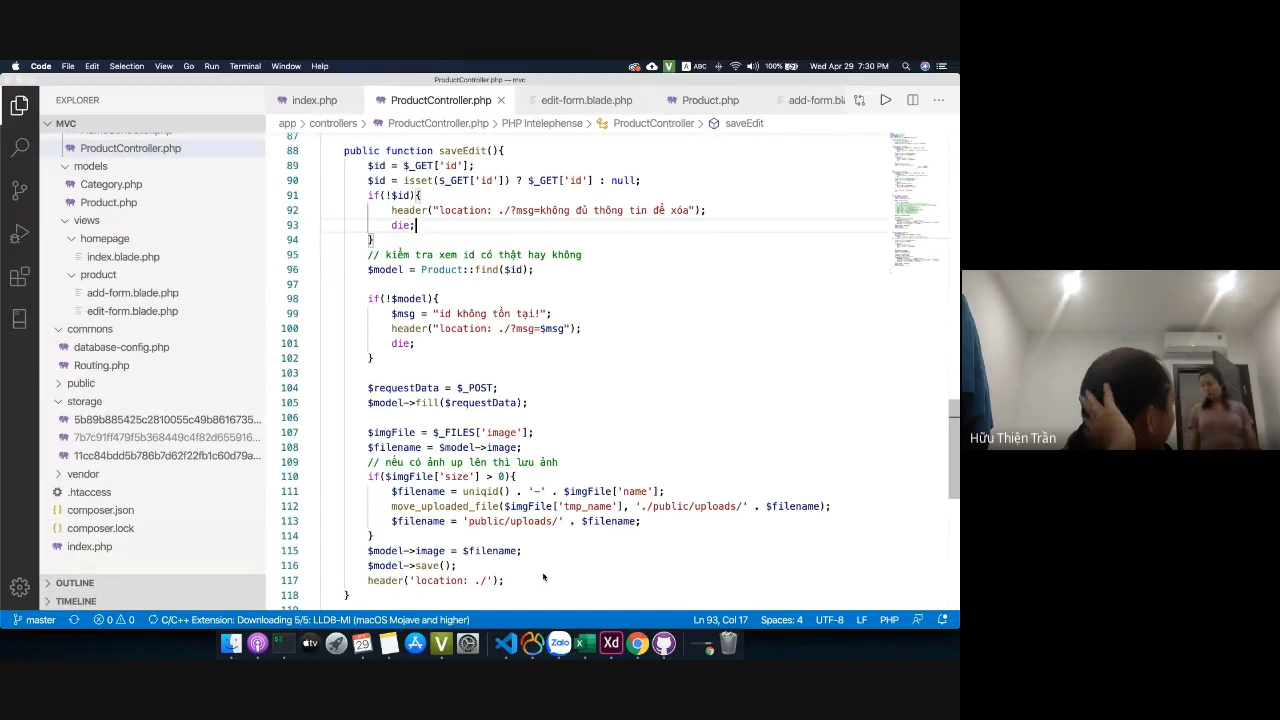 Code File Edit Selection View Go Run Terminal Window Help
ABC 100% Wed Apr 29 7:30 PM
ProductController.php — mvc
EXPLORER
index.php ProductController.php edit-form.blade.php Product.php add-form.bla
MVC
app > controllers > ProductController.php > PHP Intelephense > ProductController > saveEdit
ProductController.php
models
Category.php
Product.php
views
homepage
index.blade.php
product
add-form.blade.php
edit-form.blade.php
commons
database-config.php
Routing.php
public
storage
5b89b885425c2810055c49b8616735...
7b7c91ff479f5b368449c4f82d655916...
11cc84bdd5b786b7d62f22fb1c60d79a...
vendor
.htaccess
composer.json
composer.lock
index.php
OUTLINE
TIMELINE
87
88 public function saveEdit(){
$id = $_GET['id'];
isset($_GET['id']) ? $_GET['id'] : null;
if(!$id){
header("location: ./?msg=không đủ thông tin để xóa");
die;
94
95 // kiểm tra xem id có thật hay không
96 $model = Product::find($id);
97
98 if(!$model){
99 $msg = "id không tồn tại!";
100 header("location: ./?msg=$msg");
101 die;
102 }
103
104 $requestData = $_POST;
105 $model->fill($requestData);
106
107 $imgFile = $_FILES['image'];
108 $filename = $model->image;
109 // nếu có ảnh up lên thì lưu ảnh
110 if($imgFile['size'] > 0){
111 $filename = uniqid() . '-' . $imgFile['name'];
112 move_uploaded_file($imgFile['tmp_name'], './public/uploads/' . $filename);
113 $filename = 'public/uploads/' . $filename;
114 }
115 $model->image = $filename;
116 $model->save();
117 header('location: ./');
118 }
master 0 0 C/C++ Extension: Downloading 5/5: LLDB-MI (macOS Mojave and higher) Ln 93, Col 17 Spaces: 4 UTF-8 LF PHP
Hữu Thiện Trần